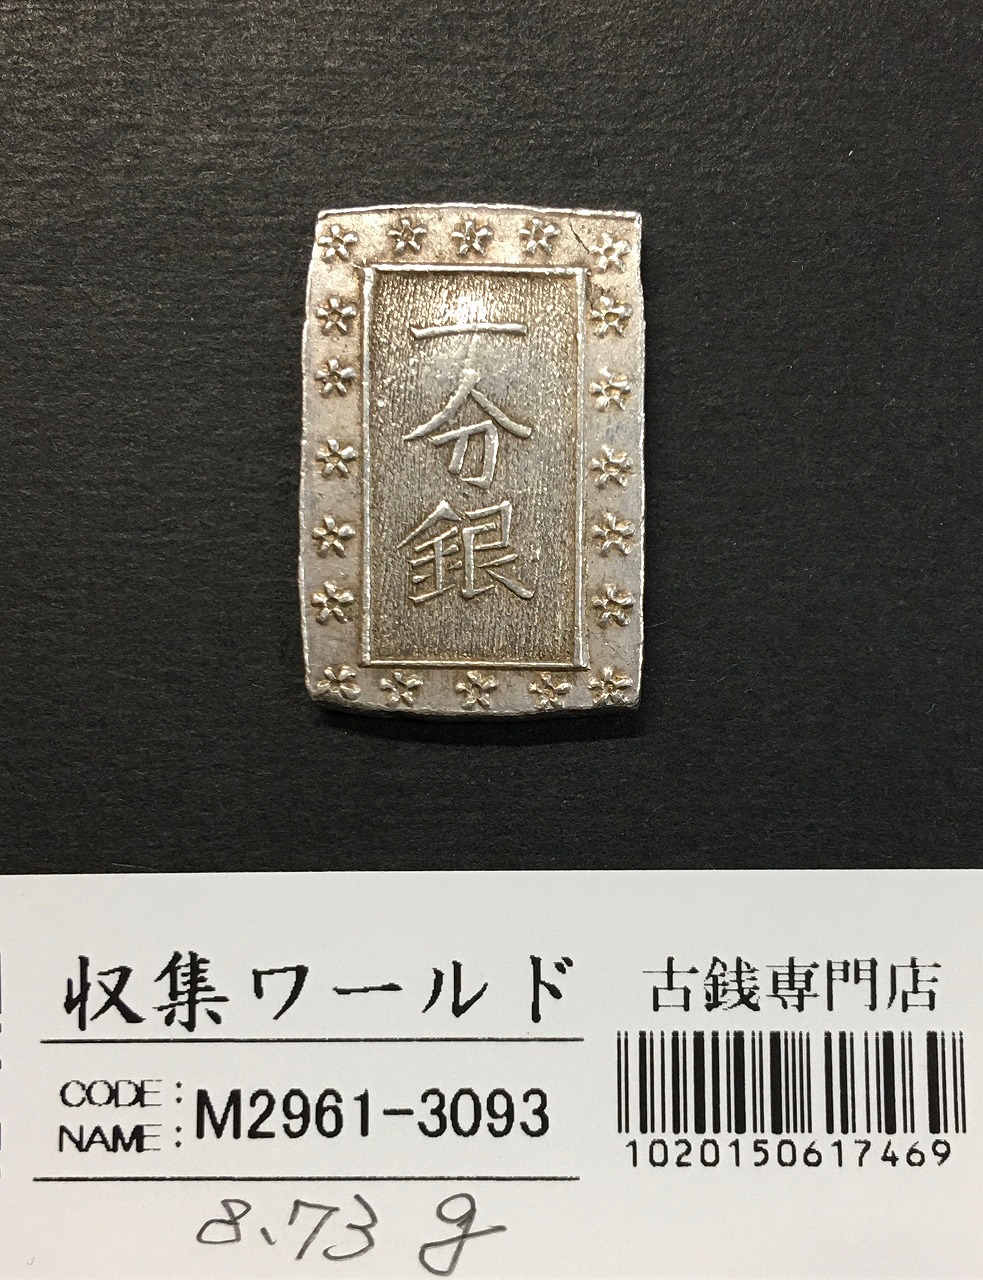 一
分
銀
収集ワールド
古銭専門店
CODE:
NAME:
M2961-3093
1020150617469
8.73 g